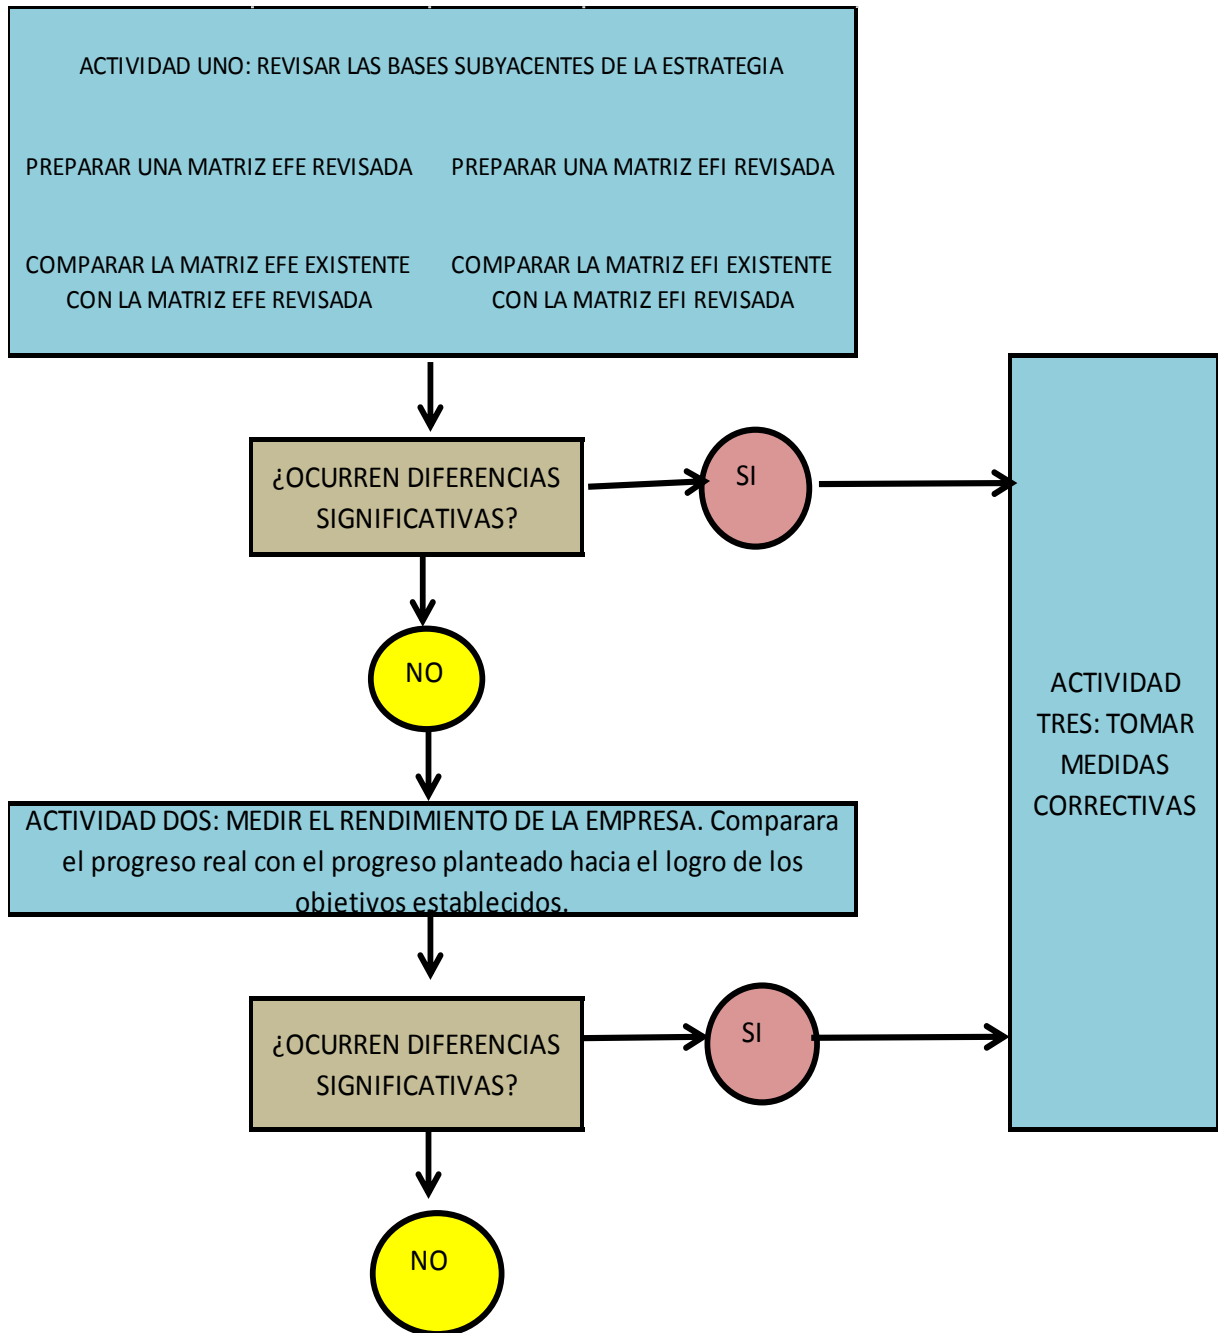 ACTIVIDAD UNO: REVISAR LAS BASES SUBYACENTES DE LA ESTRATEGIA
PREPARAR UNA MATRIZ EFE REVISADA
PREPARAR UNA MATRIZ EFI REVISADA
COMPARAR LA MATRIZ EFE EXISTENTE
CON LA MATRIZ EFE REVISADA
COMPARAR LA MATRIZ EFI EXISTENTE
CON LA MATRIZ EFI REVISADA
¿OCURREN DIFERENCIAS
SIGNIFICATIVAS?
SI
NO
ACTIVIDAD
TRES: TOMAR
MEDIDAS
CORRECTIVAS
ACTIVIDAD DOS: MEDIR EL RENDIMIENTO DE LA EMPRESA. Comparara
el progreso real con el progreso planteado hacia el logro de los
objetivos establecidos.
¿OCURREN DIFERENCIAS
SIGNIFICATIVAS?
SI
NO